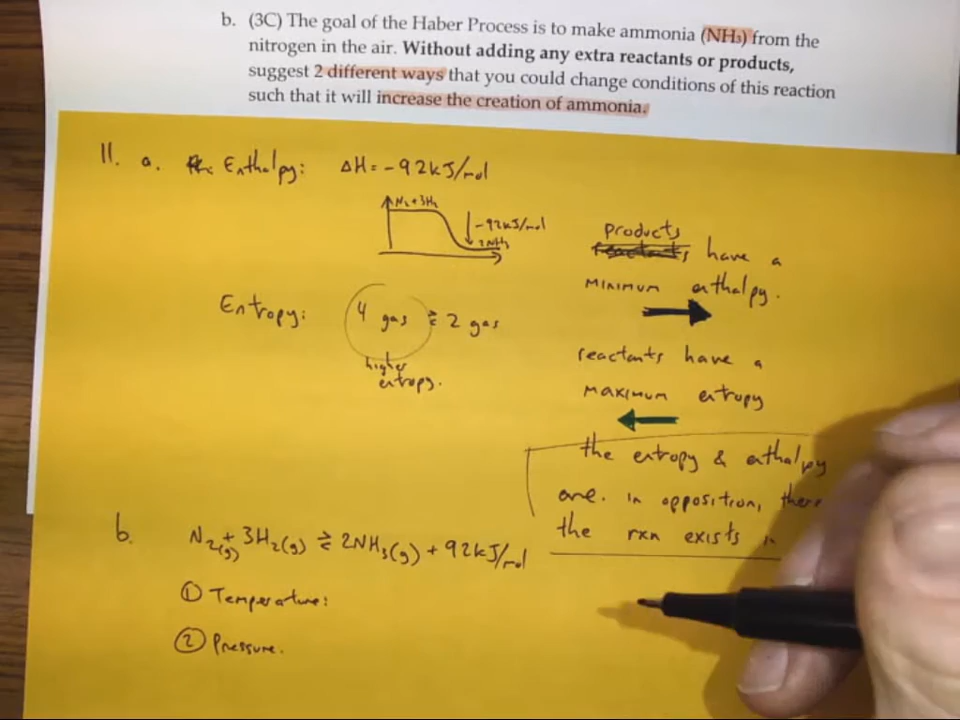 b. (3C) The goal of the Haber Process is to make ammonia (NH₃) from the
nitrogen in the air. Without adding any extra reactants or products,
suggest 2 different ways that you could change conditions of this reaction
such that it will increase the creation of ammonia.
11. a. Enthalpy: ΔH = -92kJ/mol
N₂ + 3H₂
-92kJ/mol
2NH₃
products
reactants have a
MINIMUM enthalpy.
Entropy: 4 gas ⇄ 2 gas
higher
entropy.
reactants have a
MAXIMUM entropy
the entropy & enthalpy
are. in opposition,
the rxn exists
b. N₂(g) + 3H₂(g) ⇄ 2NH₃(g) + 92kJ/mol
① Temperature:
② Pressure.